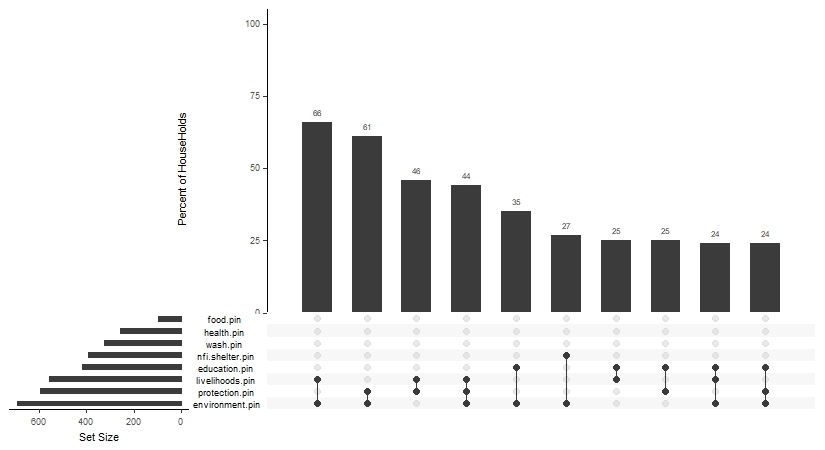 100
75
50
25
0
Percent of HouseHolds
66
61
46
44
35
27
25
25
24
24
food.pin
health.pin
wash.pin
nfi.shelter.pin
education.pin
livelihoods.pin
protection.pin
environment.pin
600 400 200 0
Set Size